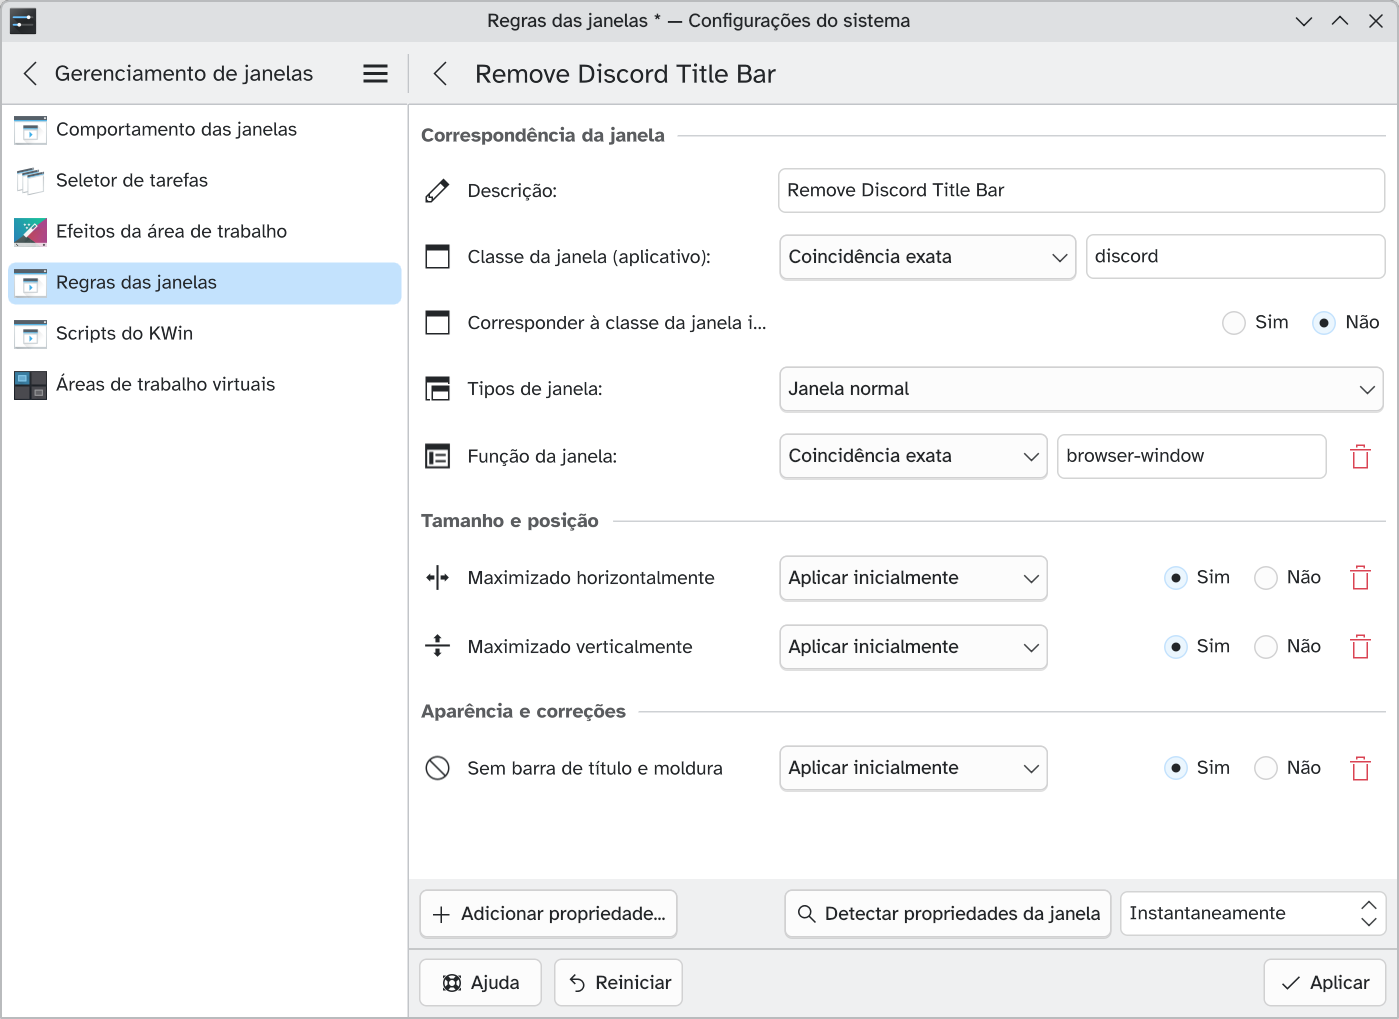 Regras das janelas * — Configurações do sistema
Gerenciamento de janelas
Remove Discord Title Bar
Comportamento das janelas
Seletor de tarefas
Efeitos da área de trabalho
Regras das janelas
Scripts do KWin
Áreas de trabalho virtuais
Correspondência da janela
Descrição: Remove Discord Title Bar
Classe da janela (aplicativo): Coincidência exata discord
Corresponder à classe da janela i... Sim Não
Tipos de janela: Janela normal
Função da janela: Coincidência exata browser-window
Tamanho e posição
Maximizado horizontalmente Aplicar inicialmente Sim Não
Maximizado verticalmente Aplicar inicialmente Sim Não
Aparência e correções
Sem barra de título e moldura Aplicar inicialmente Sim Não
Adicionar propriedade... Detectar propriedades da janela Instantaneamente
Ajuda Reiniciar Aplicar